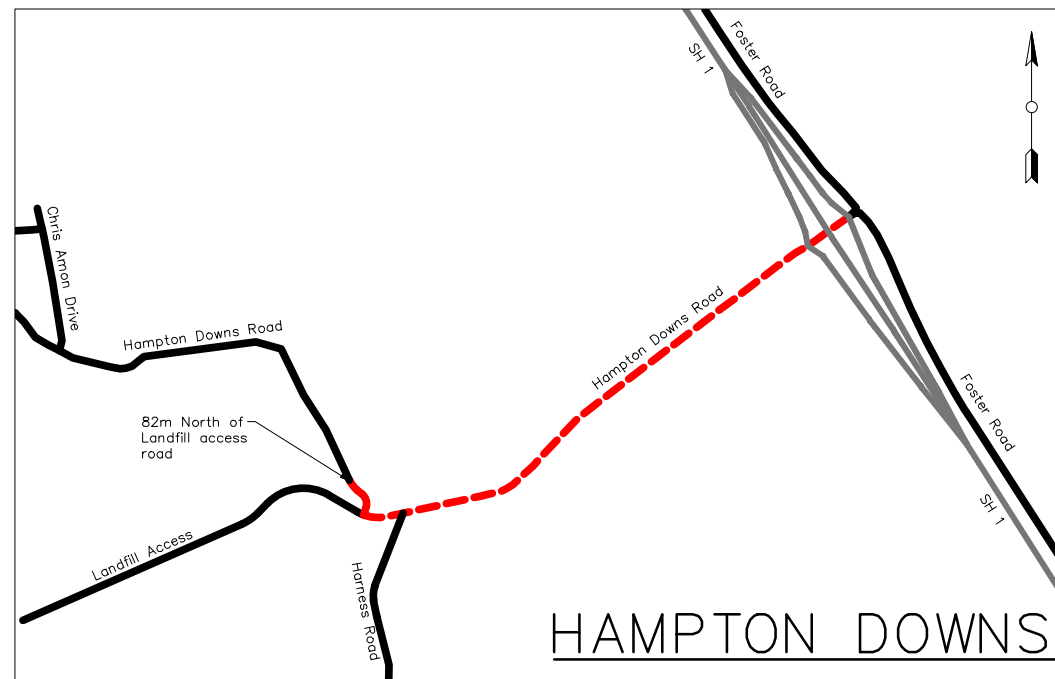 SH 1
Foster Road
Chris Amon Drive
Hampton Downs Road
Hampton Downs Road
82m North of
Landfill access
road
Foster Road
SH 1
Landfill Access
Harness Road
HAMPTON DOWNS